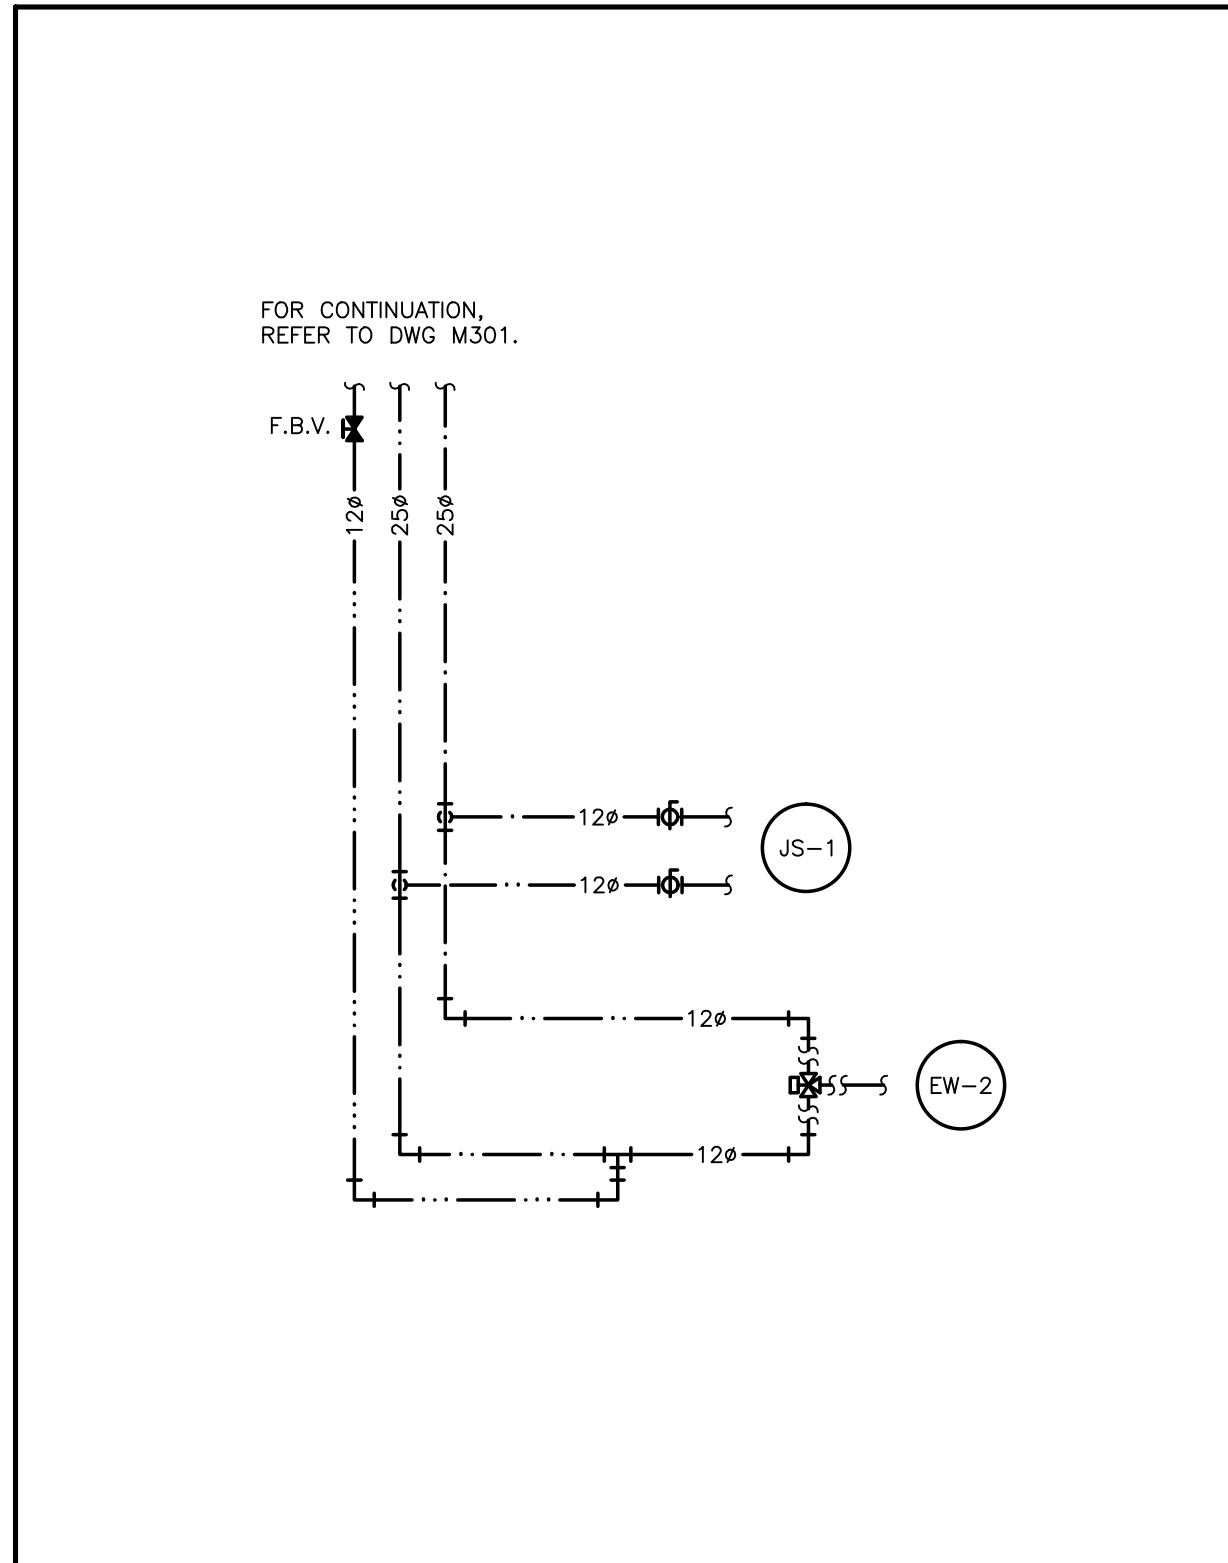 FOR CONTINUATION,
REFER TO DWG M301.
F.B.V.
12ø
25ø
25ø
12ø
JS-1
12ø
12ø
EW-2
12ø